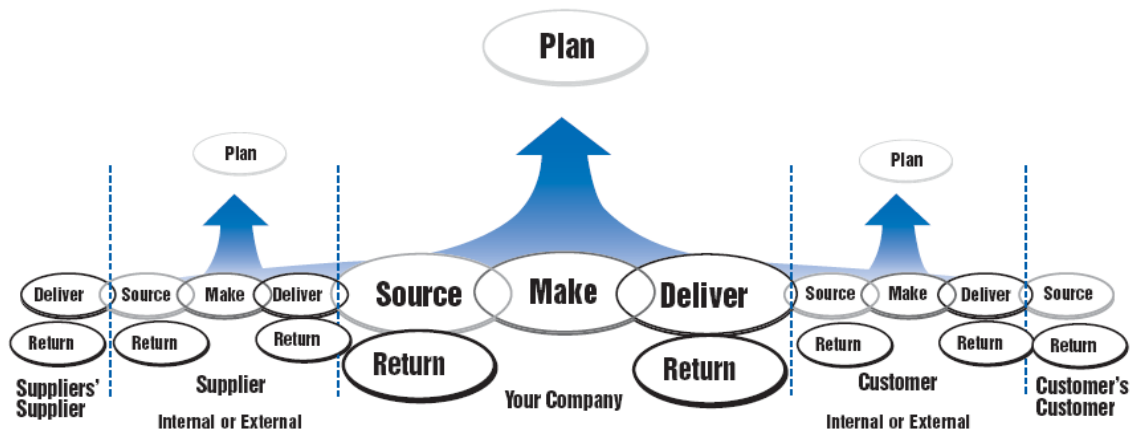 Plan
Plan
Plan
Deliver
Source
Make
Deliver
Source
Make
Deliver
Source
Make
Deliver
Source
Return
Return
Return
Return
Return
Return
Return
Return
Suppliers'
Supplier
Supplier
Internal or External
Your Company
Customer
Internal or External
Customer's
Customer